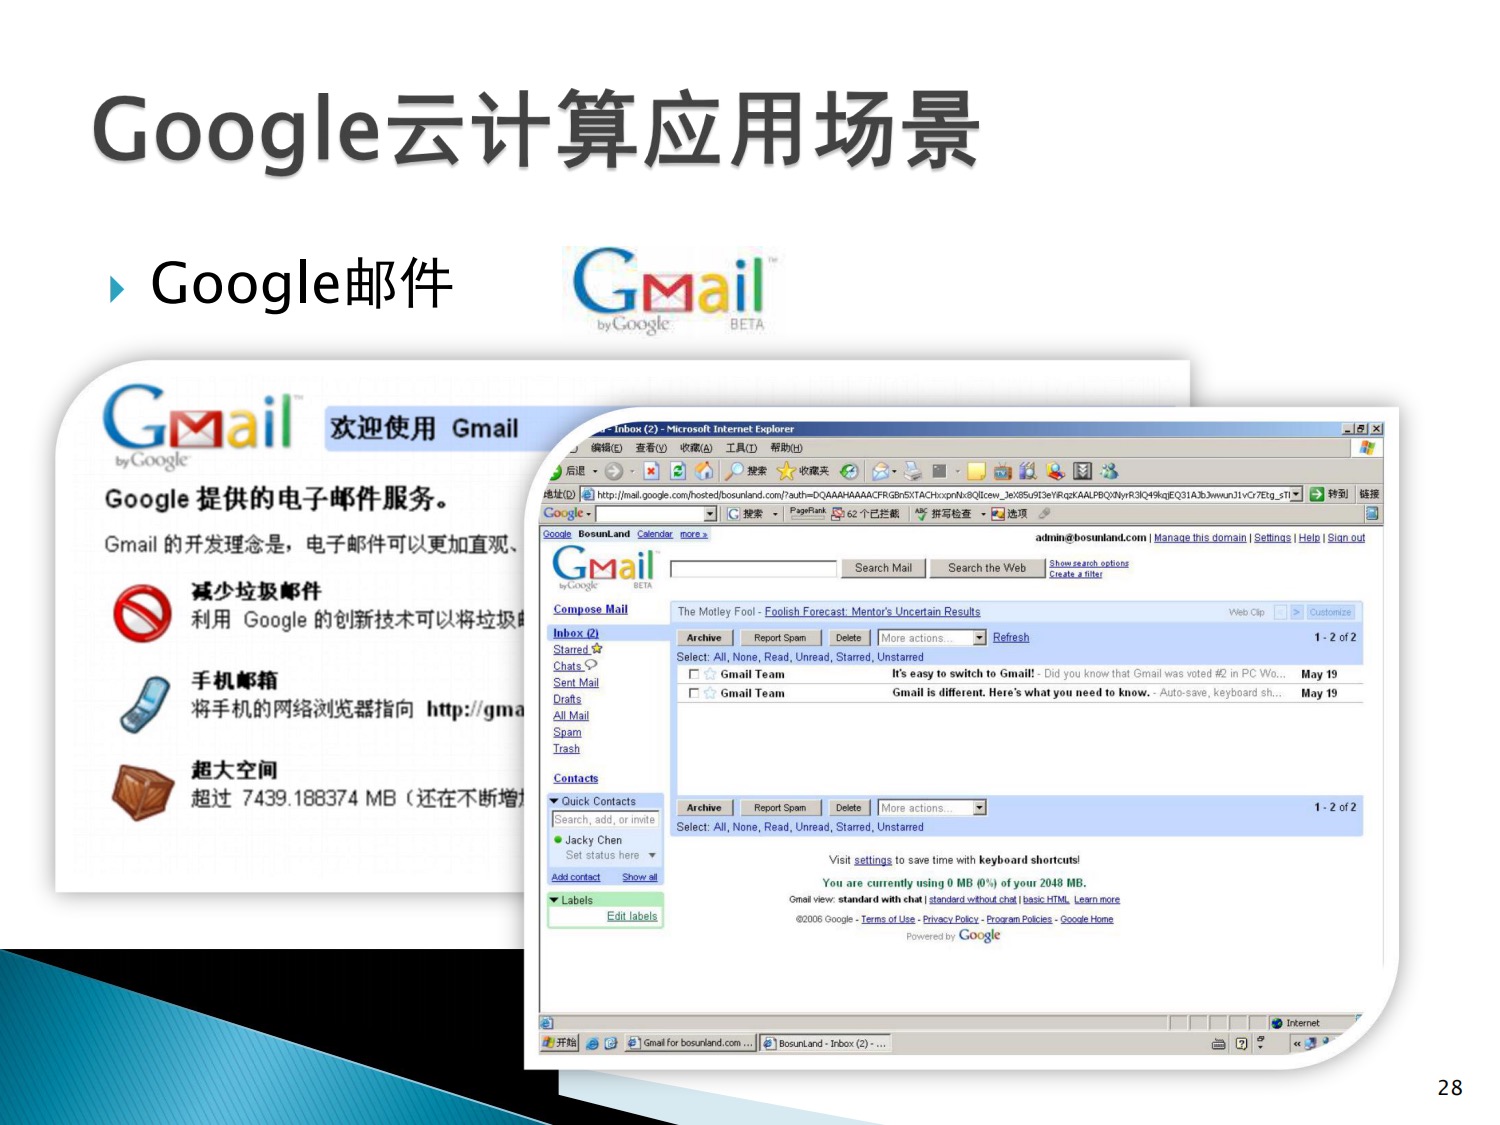 Google云计算应用场景
Google邮件
Gmail
by Google
BETA
Gmail
by Google
欢迎使用 Gmail
Google 提供的电子邮件服务。
Gmail 的开发理念是，电子邮件可以更加直观、
减少垃圾邮件
利用 Google 的创新技术可以将垃圾
手机邮箱
将手机的网络浏览器指向 http://gma
超大空间
超过 7439.188374 MB（还在不断增
- Inbox (2) - Microsoft Internet Explorer
编辑(E) 查看(V) 收藏(A) 工具(T) 帮助(H)
后退 搜索 收藏夹
地址(D) 转到 链接
Google 搜索 PageRank 62 个已拦截 拼写检查 选项
Google BosunLand Calendar more »
admin@bosunland.com | Manage this domain | Settings | Help | Sign out
Gmail
by Google
BETA
Search Mail Search the Web
Show search options
Create a filter
Compose Mail
Inbox (2)
Starred
Chats
Sent Mail
Drafts
All Mail
Spam
Trash
Contacts
Quick Contacts
Search, add, or invite
Jacky Chen
Set status here
Add contact Show all
Labels
Edit labels
The Motley Fool - Foolish Forecast: Mentor's Uncertain Results
Web Clip < > Customize
Archive Report Spam Delete More actions... Refresh 1 - 2 of 2
Select: All, None, Read, Unread, Starred, Unstarred
Gmail Team It's easy to switch to Gmail! - Did you know that Gmail was voted #2 in PC Wo... May 19
Gmail Team Gmail is different. Here's what you need to know. - Auto-save, keyboard sh... May 19
Archive Report Spam Delete More actions... 1 - 2 of 2
Select: All, None, Read, Unread, Starred, Unstarred
Visit settings to save time with keyboard shortcuts!
You are currently using 0 MB (0%) of your 2048 MB.
Gmail view: standard with chat | standard without chat | basic HTML Learn more
©2006 Google - Terms of Use - Privacy Policy - Program Policies - Google Home
Powered by Google
Internet
开始 Gmail for bosunland.com ... BosunLand - Inbox (2) - ...
28